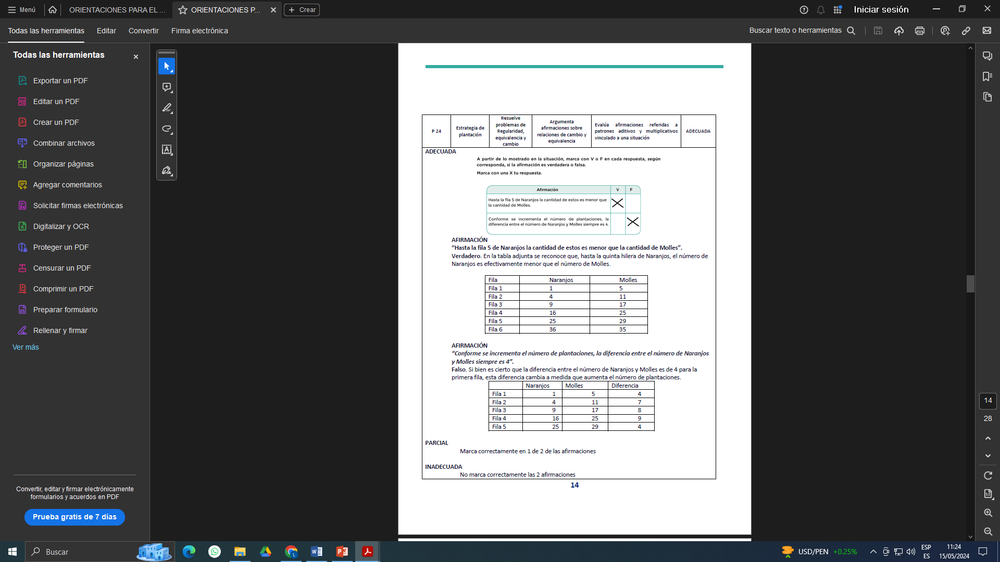 Menú
ORIENTACIONES PARA EL ...
ORIENTACIONES P...
Crear
Iniciar sesión
Todas las herramientas
Editar
Convertir
Firma electrónica
Buscar texto o herramientas
Todas las herramientas
Exportar un PDF
Editar un PDF
Crear un PDF
Combinar archivos
Organizar páginas
Agregar comentarios
Solicitar firmas electrónicas
Digitalizar y OCR
Proteger un PDF
Censurar un PDF
Comprimir un PDF
Preparar formulario
Rellenar y firmar
Ver más
Convertir, editar y firmar electrónicamente
formularios y acuerdos en PDF
Prueba gratis de 7 días
P 24
Estrategia de
plantación
Resuelve
problemas de
Regularidad,
equivalencia y
cambio
Argumenta
afirmaciones sobre
relaciones de cambio y
equivalencia
Evalúa afirmaciones referidas a
patrones aditivos y multiplicativos
vinculado a una situación
ADECUADA
ADECUADA
A partir de lo mostrado en la situación, marca con V o F en cada respuesta, según
corresponda, si la afirmación es verdadera o falsa.
Marca con una X tu respuesta.
Afirmación V F
Hasta la fila 5 de Naranjos la cantidad de estos es menor que
la cantidad de Molles.
Conforme se incrementa el número de plantaciones, la
diferencia entre el número de Naranjos y Molles siempre es 4.
AFIRMACIÓN
“Hasta la fila 5 de Naranjos la cantidad de estos es menor que la cantidad de Molles”.
Verdadero. En la tabla adjunta se reconoce que, hasta la quinta hilera de Naranjos, el número de
Naranjos es efectivamente menor que el número de Molles.
Fila Naranjos Molles
Fila 1 1 5
Fila 2 4 11
Fila 3 9 17
Fila 4 16 25
Fila 5 25 29
Fila 6 36 35
AFIRMACIÓN
“Conforme se incrementa el número de plantaciones, la diferencia entre el número de Naranjos
y Molles siempre es 4”.
Falso. Si bien es cierto que la diferencia entre el número de Naranjos y Molles es de 4 para la
primera fila, esta diferencia cambia a medida que aumenta el número de plantaciones.
Naranjos Molles Diferencia
Fila 1 1 5 4
Fila 2 4 11 7
Fila 3 9 17 8
Fila 4 16 25 9
Fila 5 25 29 4
PARCIAL
Marca correctamente en 1 de 2 de las afirmaciones
INADECUADA
No marca correctamente las 2 afirmaciones
14
14
28
Buscar
USD/PEN +0.25%
ESP
ES
11:24
15/05/2024